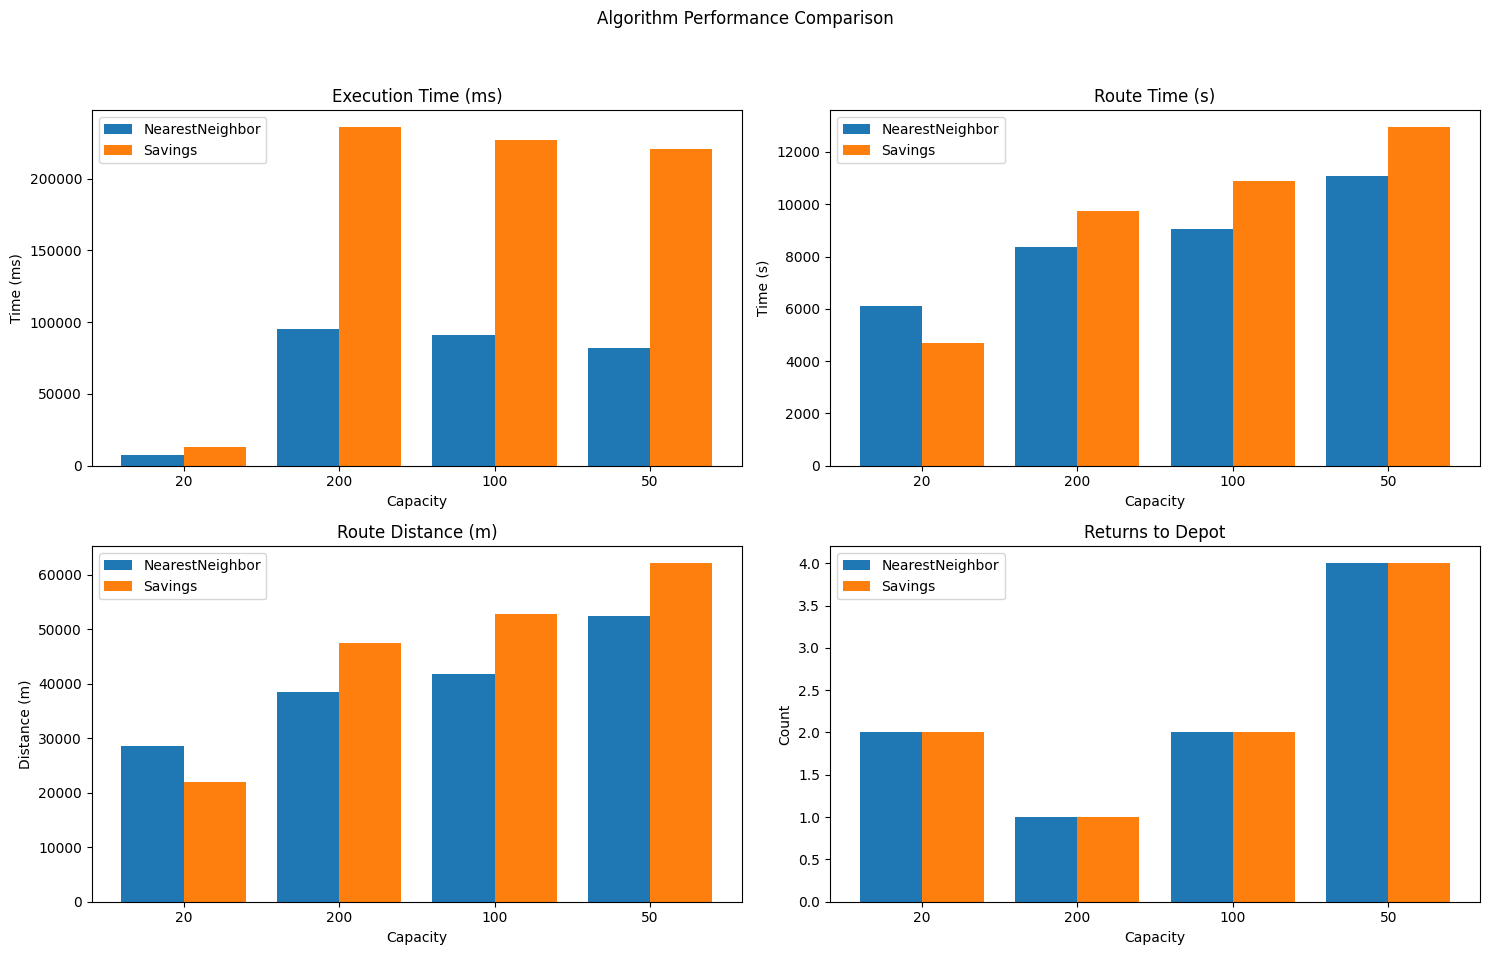 Algorithm Performance Comparison
Execution Time (ms)
NearestNeighbor
Savings
Time (ms)
200000
150000
100000
50000
0
20 200 100 50
Capacity
Route Time (s)
NearestNeighbor
Savings
Time (s)
12000
10000
8000
6000
4000
2000
0
20 200 100 50
Capacity
Route Distance (m)
NearestNeighbor
Savings
Distance (m)
60000
50000
40000
30000
20000
10000
0
20 200 100 50
Capacity
Returns to Depot
NearestNeighbor
Savings
Count
4.0
3.5
3.0
2.5
2.0
1.5
1.0
0.5
0.0
20 200 100 50
Capacity